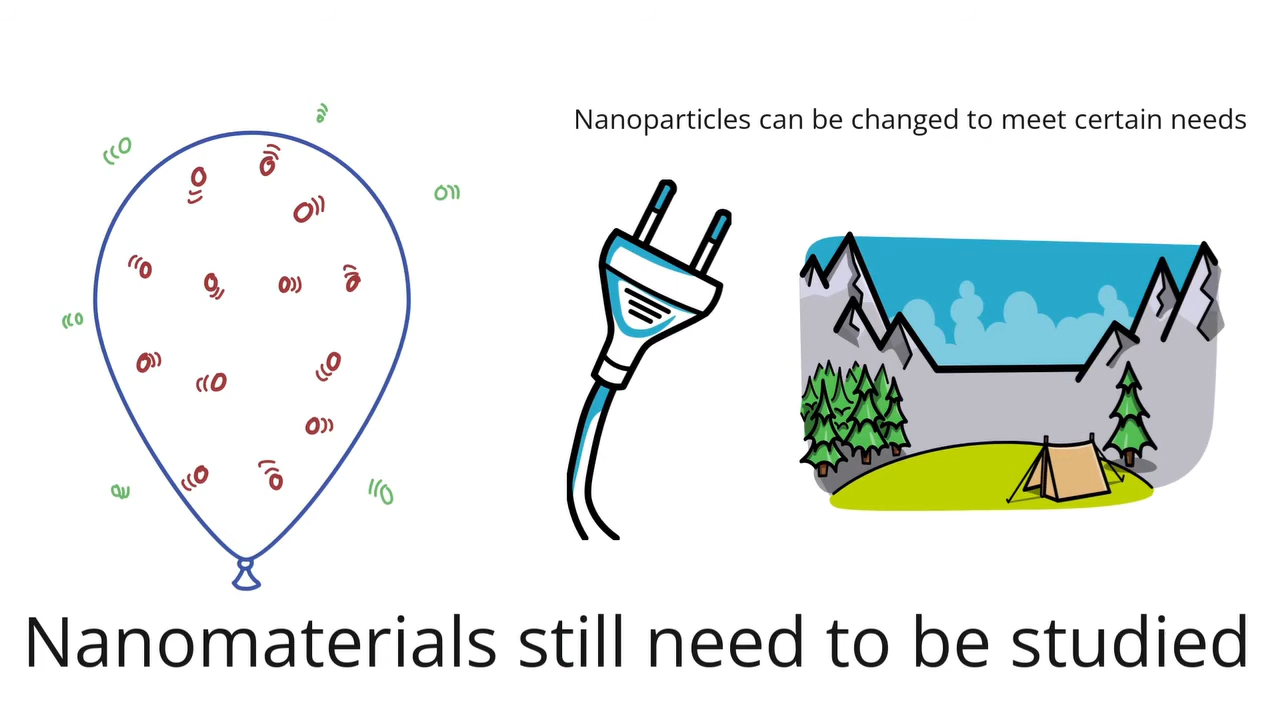 Nanoparticles can be changed to meet certain needs
Nanomaterials still need to be studied